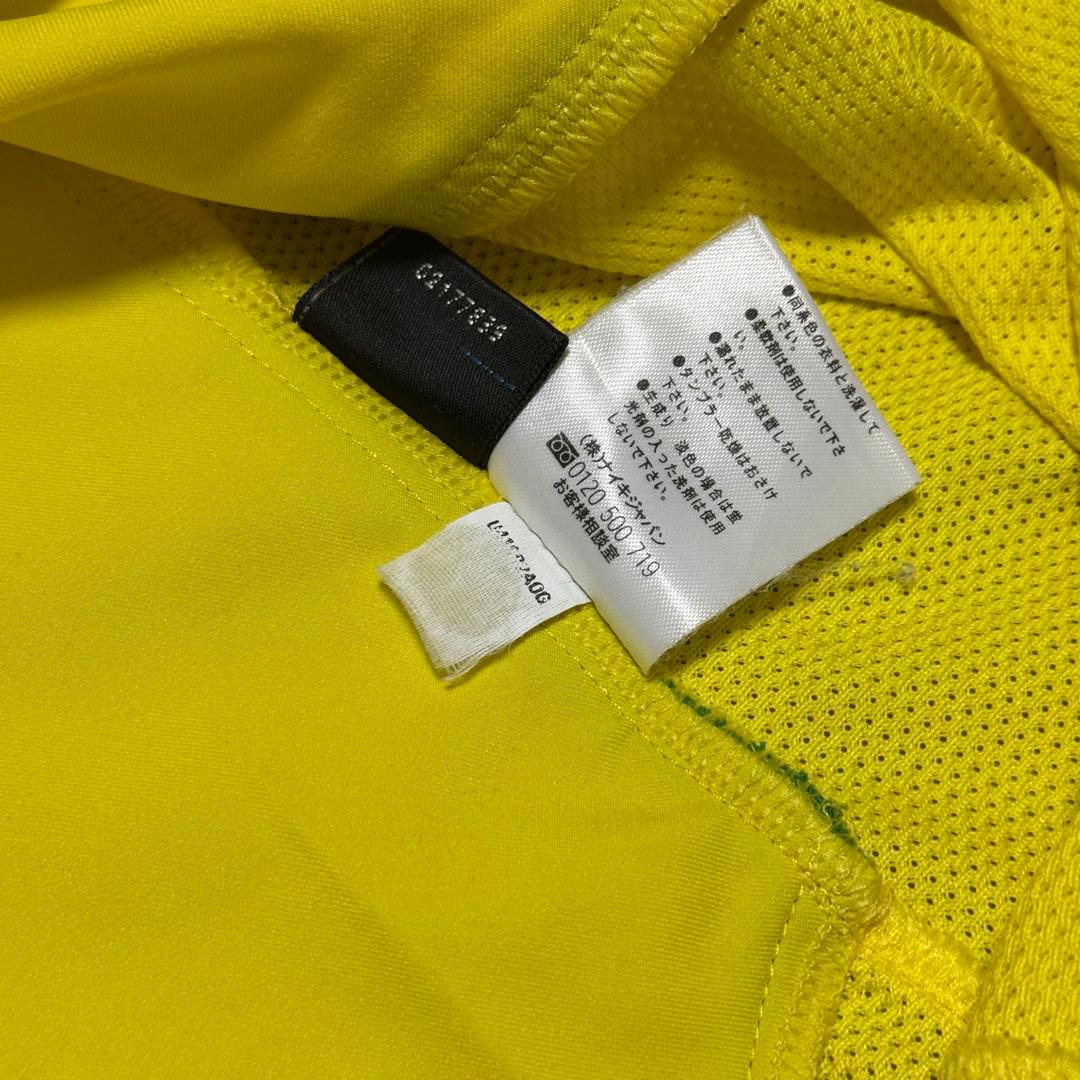 02177835
●同系色の衣料と洗濯して
下さい。
●柔軟剤は使用しないで下さ
い。
●濡れたまま放置しないで
下さい。
●タンブラー乾燥はおさけ
下さい。
●生成り 淡色の場合は蛍
光剤の入った洗剤は使用
しないで下さい。
(株)ナイキジャパン
0120 500 719
お客様相談室